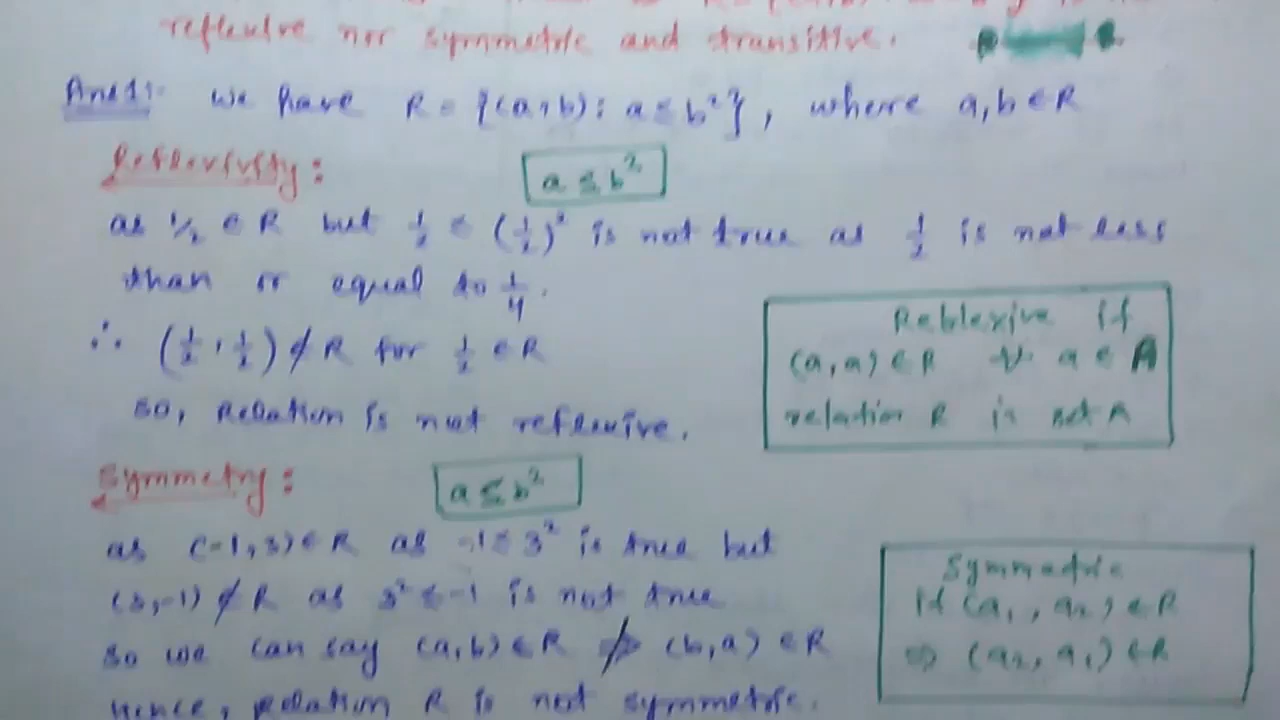 reflexive nor symmetric and transitive.
Ans1:- We have R = {(a,b): a ≤ b²}, where a,b ∈ R
Reflexivity:
a ≤ b²
as 1/2 ∈ R but 1/2 ≤ (1/2)² is not true as 1/2 is not less
than or equal to 1/4.
∴ (1/2, 1/2) ∉ R for 1/2 ∈ R
so, Relation is not reflexive.
Reflexive if
(a,a) ∈ R ∀ a ∈ A
relation R is set A
Symmetry:
a ≤ b²
as (-1,3) ∈ R as -1 ≤ 3² is true but
(3,-1) ∉ R as 3² ≤ -1 is not true
so we can say (a,b) ∈ R ⇏ (b,a) ∈ R
Hence, Relation R is not symmetric.
Symmetric
if (a₁, a₂) ∈ R
⇒ (a₂, a₁) ∈ R